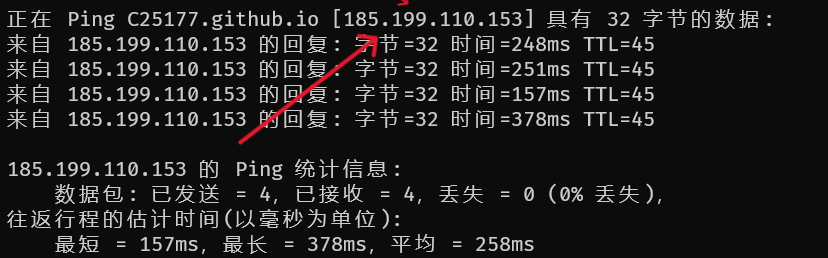 正在 Ping C25177.github.io [185.199.110.153] 具有 32 字节的数据:
来自 185.199.110.153 的回复: 字节=32 时间=248ms TTL=45
来自 185.199.110.153 的回复: 字节=32 时间=251ms TTL=45
来自 185.199.110.153 的回复: 字节=32 时间=157ms TTL=45
来自 185.199.110.153 的回复: 字节=32 时间=378ms TTL=45
185.199.110.153 的 Ping 统计信息:
数据包: 已发送 = 4，已接收 = 4，丢失 = 0 (0% 丢失)，
往返行程的估计时间(以毫秒为单位):
最短 = 157ms，最长 = 378ms，平均 = 258ms